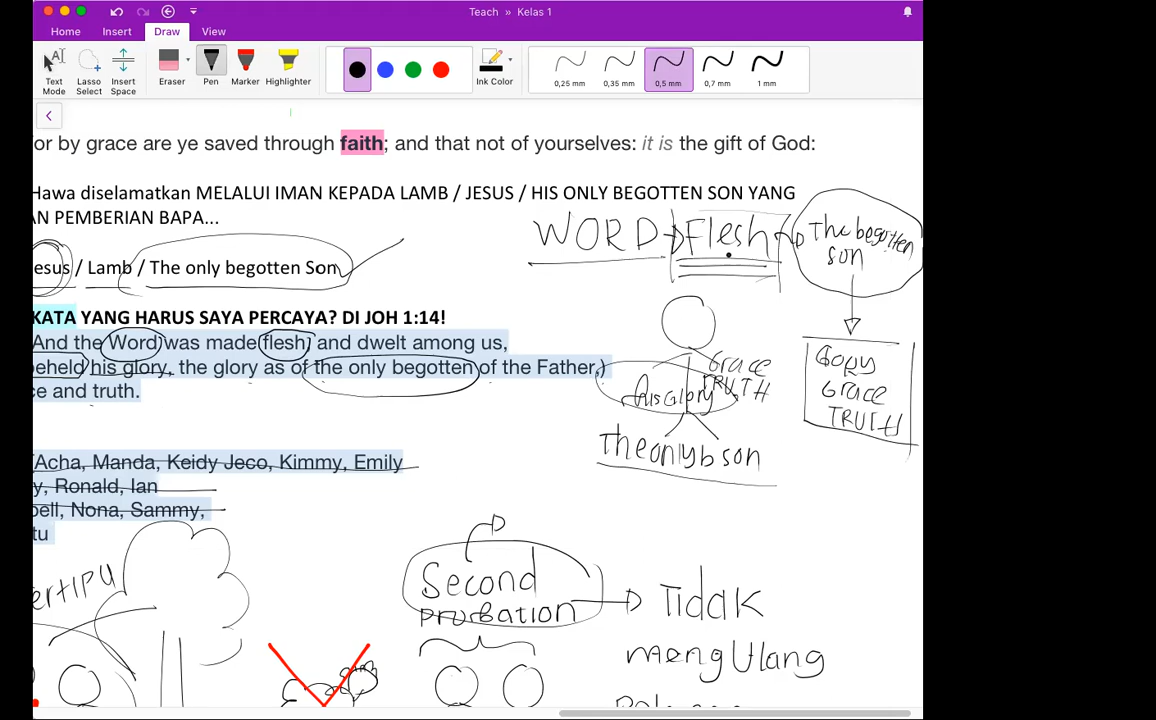 Teach » Kelas 1
Home Insert Draw View
Text Mode Lasso Select Insert Space Eraser Pen Marker Highlighter Ink Color 0,25 mm 0,35 mm 0,5 mm 0,7 mm 1 mm
for by grace are ye saved through faith; and that not of yourselves: it is the gift of God:
Hawa diselamatkan MELALUI IMAN KEPADA LAMB / JESUS / HIS ONLY BEGOTTEN SON YANG
AN PEMBERIAN BAPA...
WORD Flesh The begotten son
esus / Lamb / The only begotten Son
KATA YANG HARUS SAYA PERCAYA? DI JOH 1:14!
And the Word was made flesh, and dwelt among us,
beheld his glory, the glory as of the only begotten of the Father,)
ce and truth.
GRACE
TRUTH
His Glory
The only b son
Grace
TRUTH
Acha, Manda, Keidy Jeco, Kimmy, Emily
y, Ronald, Ian
bell, Nona, Sammy,
tu
ertipu
Second
probation
Tidak
mengulang